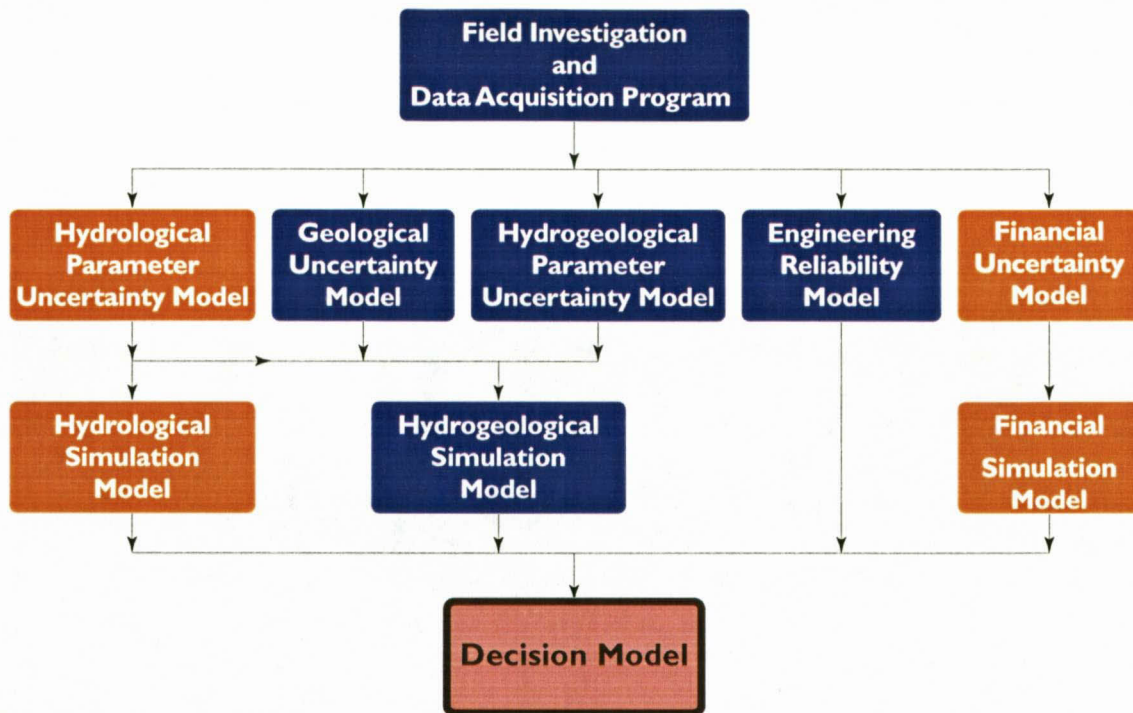 Field Investigation
and
Data Acquisition Program
Hydrological
Parameter
Uncertainty Model
Geological
Uncertainty
Model
Hydrogeological
Parameter
Uncertainty Model
Engineering
Reliability
Model
Financial
Uncertainty
Model
Hydrological
Simulation
Model
Hydrogeological
Simulation
Model
Financial
Simulation
Model
Decision Model